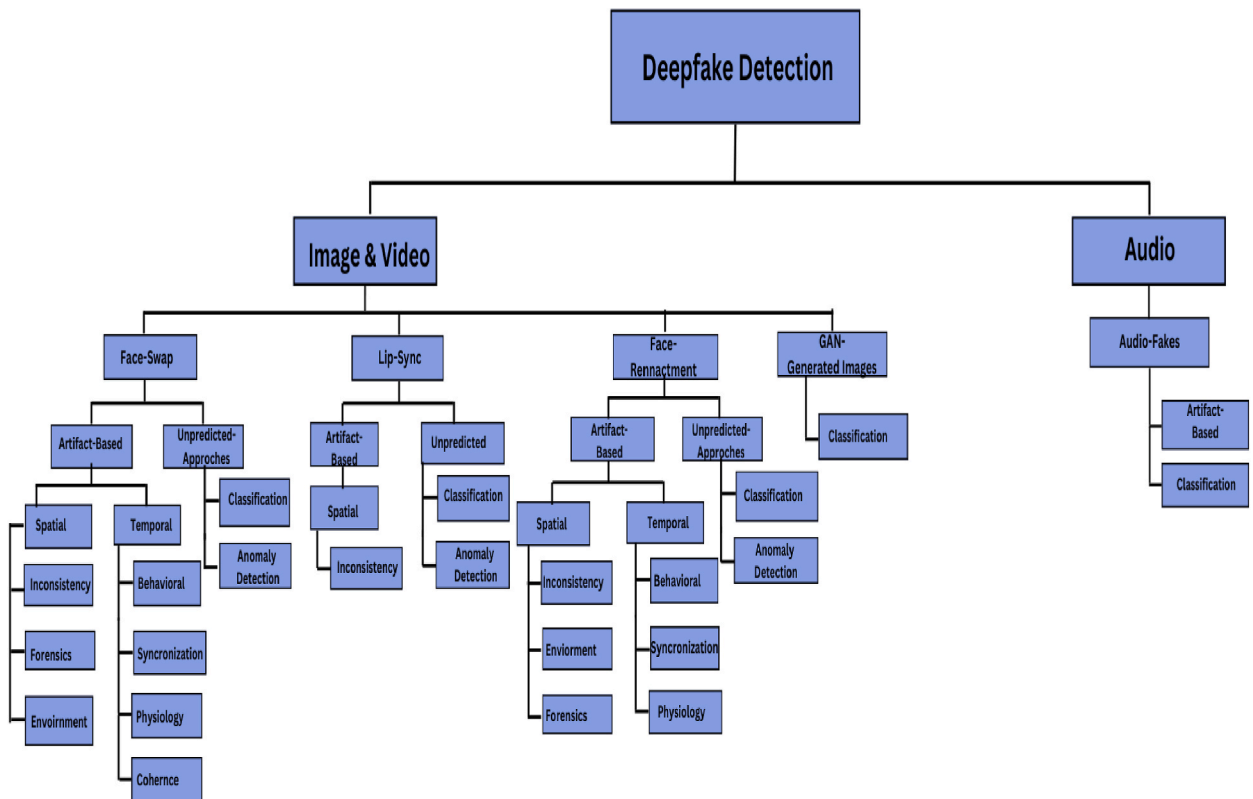 Deepfake Detection
Image & Video
Audio
Face-Swap
Lip-Sync
Face-
Rennactment
GAN-
Generated Images
Audio-Fakes
Artifact-Based
Unpredicted-
Approches
Artifact-
Based
Unpredicted
Artifact-
Based
Unpredicted-
Approches
Classification
Artifact-
Based
Classification
Spatial
Temporal
Classification
Anomaly
Detection
Inconsistency
Forensics
Envoirnment
Behavioral
Syncronization
Physiology
Cohernce
Spatial
Inconsistency
Classification
Anomaly
Detection
Spatial
Temporal
Classification
Anomaly
Detection
Inconsistency
Enviorment
Forensics
Behavioral
Syncronization
Physiology